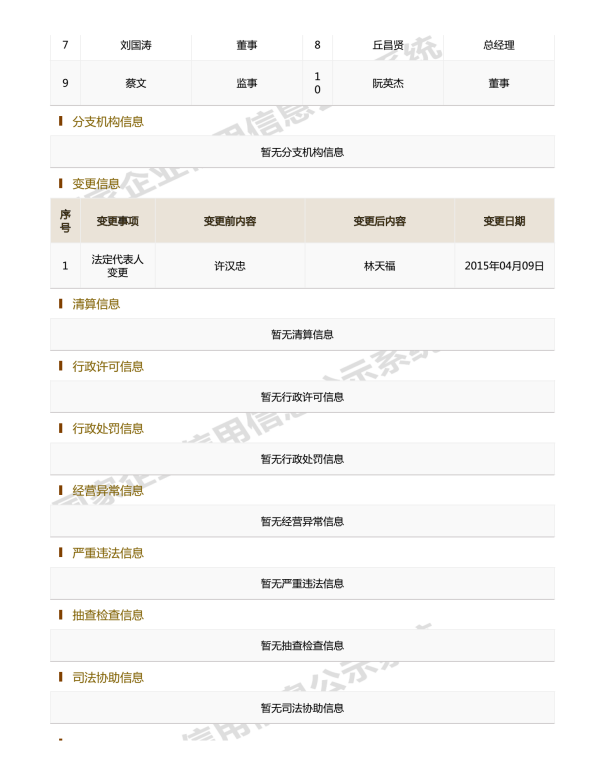 7 刘国涛 董事 8 丘昌贤 总经理
9 蔡文 监事 10 阮英杰 董事
分支机构信息
暂无分支机构信息
变更信息
序号 变更事项 变更前内容 变更后内容 变更日期
1 法定代表人变更 许汉忠 林天福 2015年04月09日
清算信息
暂无清算信息
行政许可信息
暂无行政许可信息
行政处罚信息
暂无行政处罚信息
经营异常信息
暂无经营异常信息
严重违法信息
暂无严重违法信息
抽查检查信息
暂无抽查检查信息
司法协助信息
暂无司法协助信息